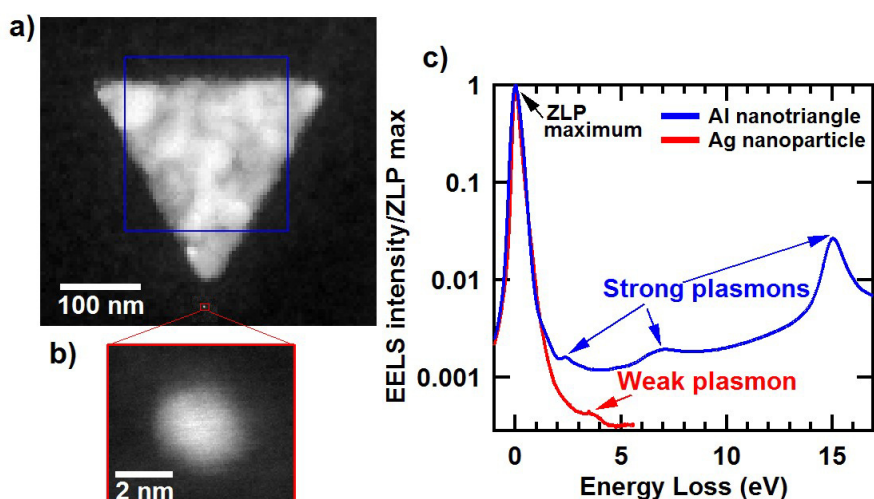 a)
100 nm
b)
2 nm
c)
EELS intensity/ZLP max
1
0.1
0.01
0.001
ZLP
maximum
Al nanotriangle
Ag nanoparticle
Strong plasmons
Weak plasmon
0
5
10
15
Energy Loss (eV)